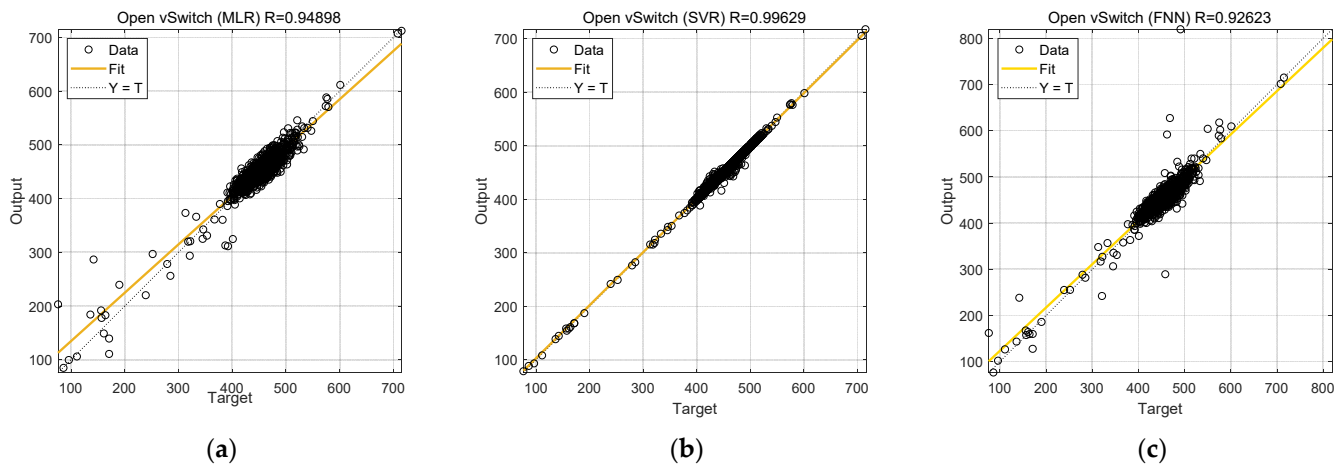 Open vSwitch (MLR) R=0.94898
Data
Fit
Y = T
700
600
500
400
300
200
100
Output
100 200 300 400 500 600 700
Target
(a)
Open vSwitch (SVR) R=0.99629
Data
Fit
Y = T
700
600
500
400
300
200
100
Output
100 200 300 400 500 600 700
Target
(b)
Open vSwitch (FNN) R=0.92623
Data
Fit
Y = T
800
700
600
500
400
300
200
100
Output
100 200 300 400 500 600 700 800
Target
(c)